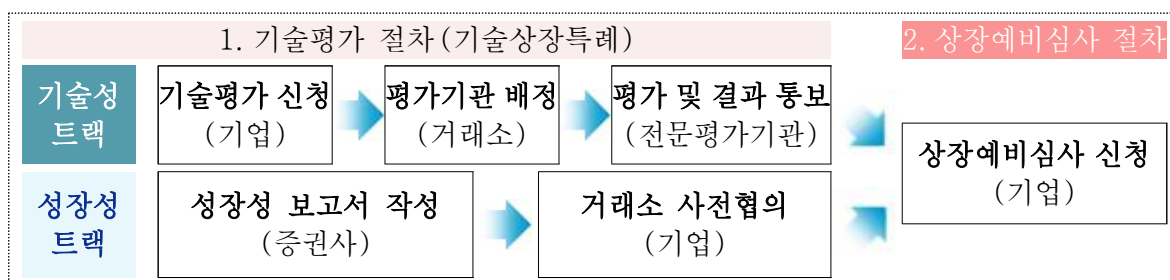 1. 기술평가 절차(기술상장특례)
2. 상장예비심사 절차
기술성
트랙
기술평가 신청
(기업)
평가기관 배정
(거래소)
평가 및 결과 통보
(전문평가기관)
성장성
트랙
성장성 보고서 작성
(증권사)
거래소 사전협의
(기업)
상장예비심사 신청
(기업)